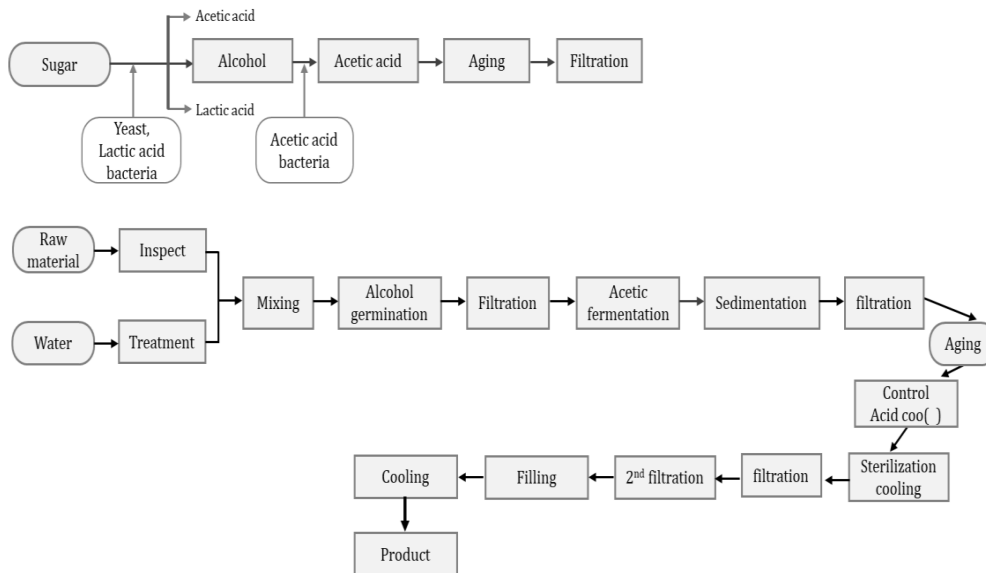 Acetic acid
Sugar
Alcohol
Acetic acid
Aging
Filtration
Lactic acid
Yeast,
Lactic acid
bacteria
Acetic acid
bacteria
Raw
material
Inspect
Mixing
Alcohol
germination
Filtration
Acetic
fermentation
Sedimentation
filtration
Water
Treatment
Aging
Control
Acid coo( )
Sterilization
cooling
filtration
2nd filtration
Filling
Cooling
Product